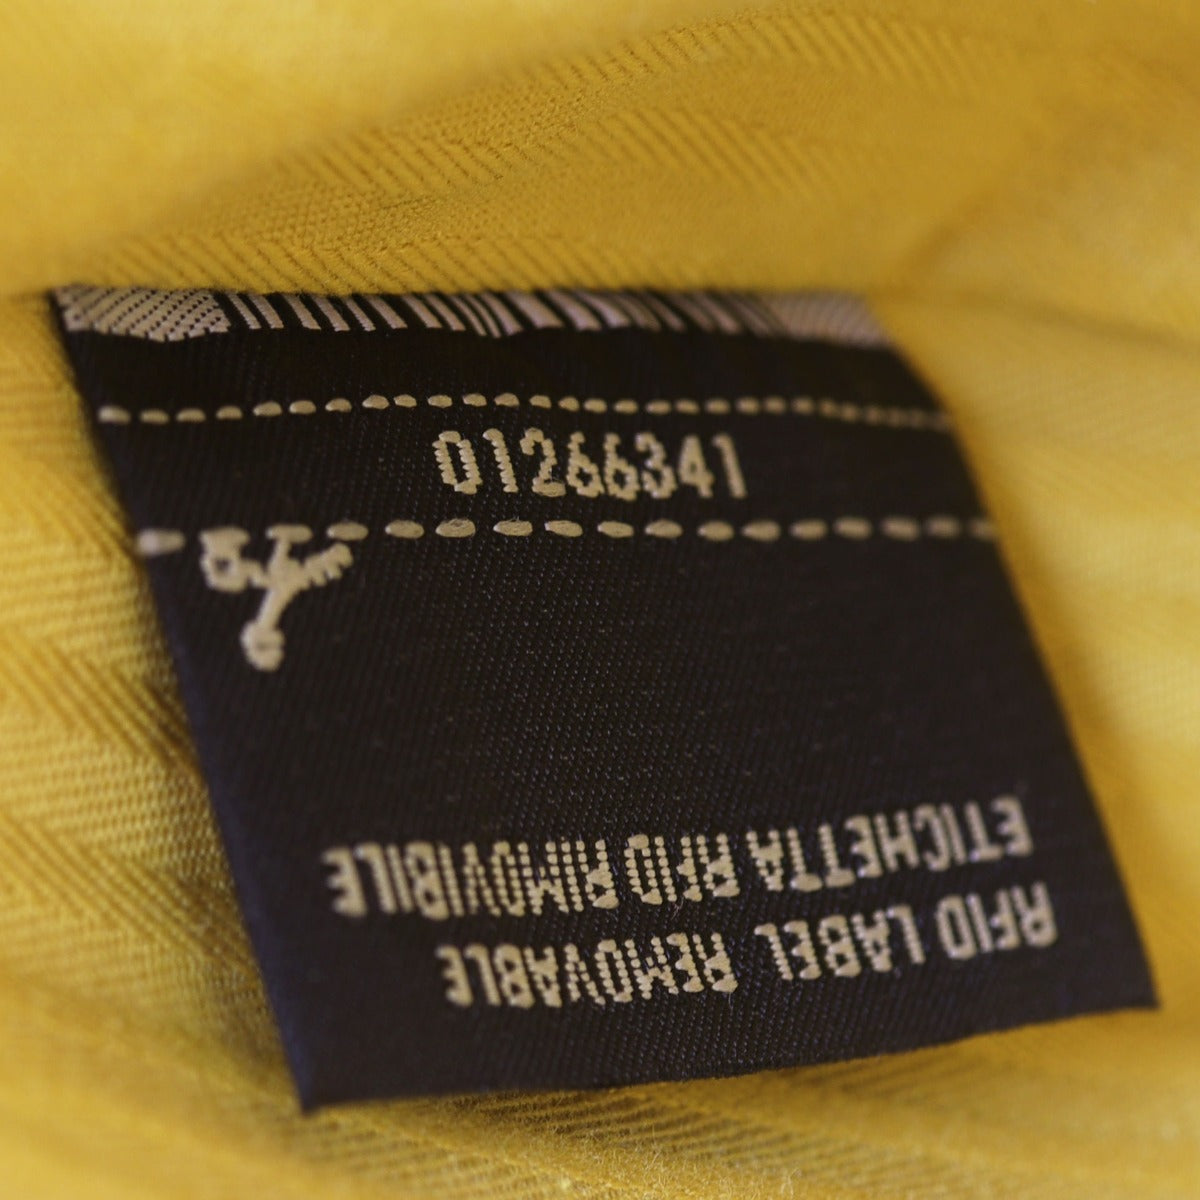 01266341
ETICHETTA RFID RIMOVIBILE
RFID LABEL REMOVABLE